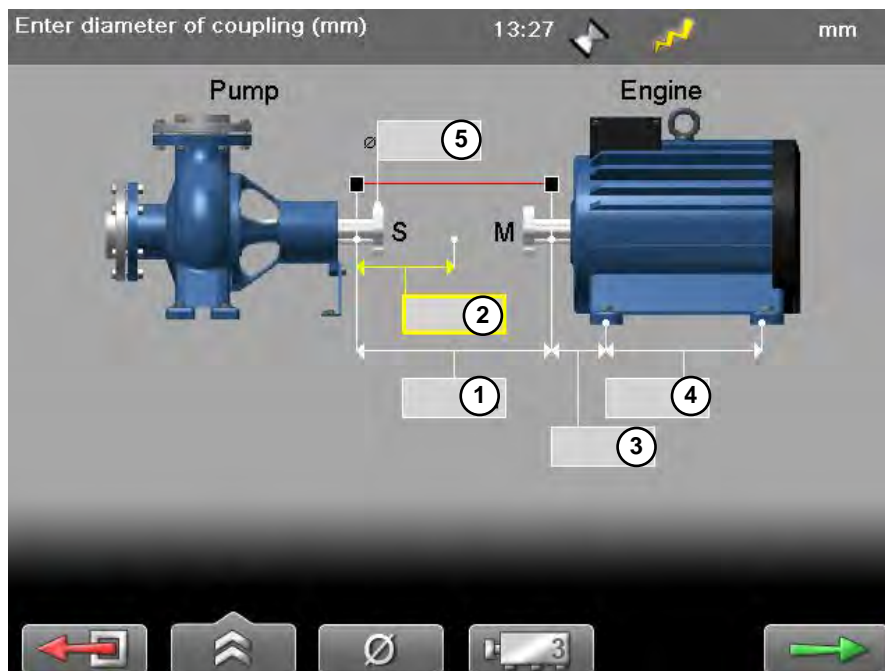 Enter diameter of coupling (mm) 13:27 mm
Pump Engine
Ø 5
S M
2
1 4
3
Ø 3